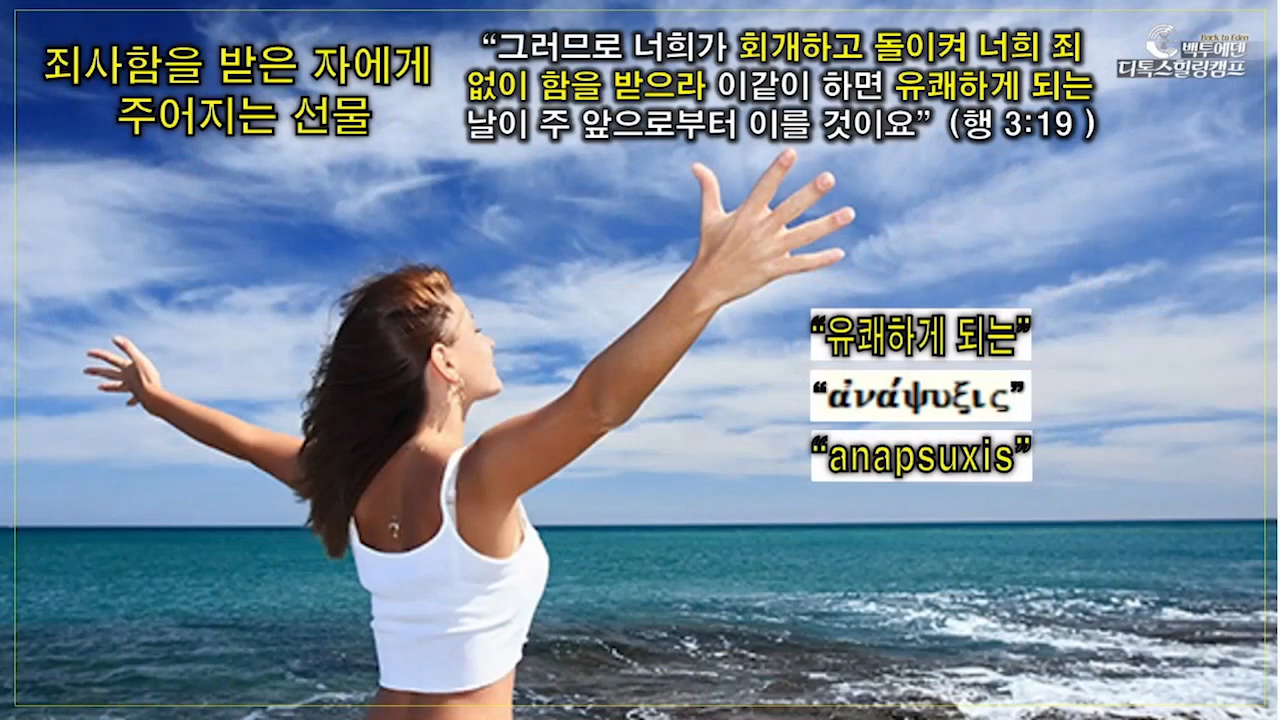 죄사함을 받은 자에게
주어지는 선물
“그러므로 너희가 회개하고 돌이켜 너희 죄
없이 함을 받으라 이같이 하면 유쾌하게 되는
날이 주 앞으로부터 이를 것이요” (행 3:19 )
Back to Eden
백투에덴
디톡스힐링캠프
“유쾌하게 되는”
“ἀνάψυξις”
“anapsuxis”